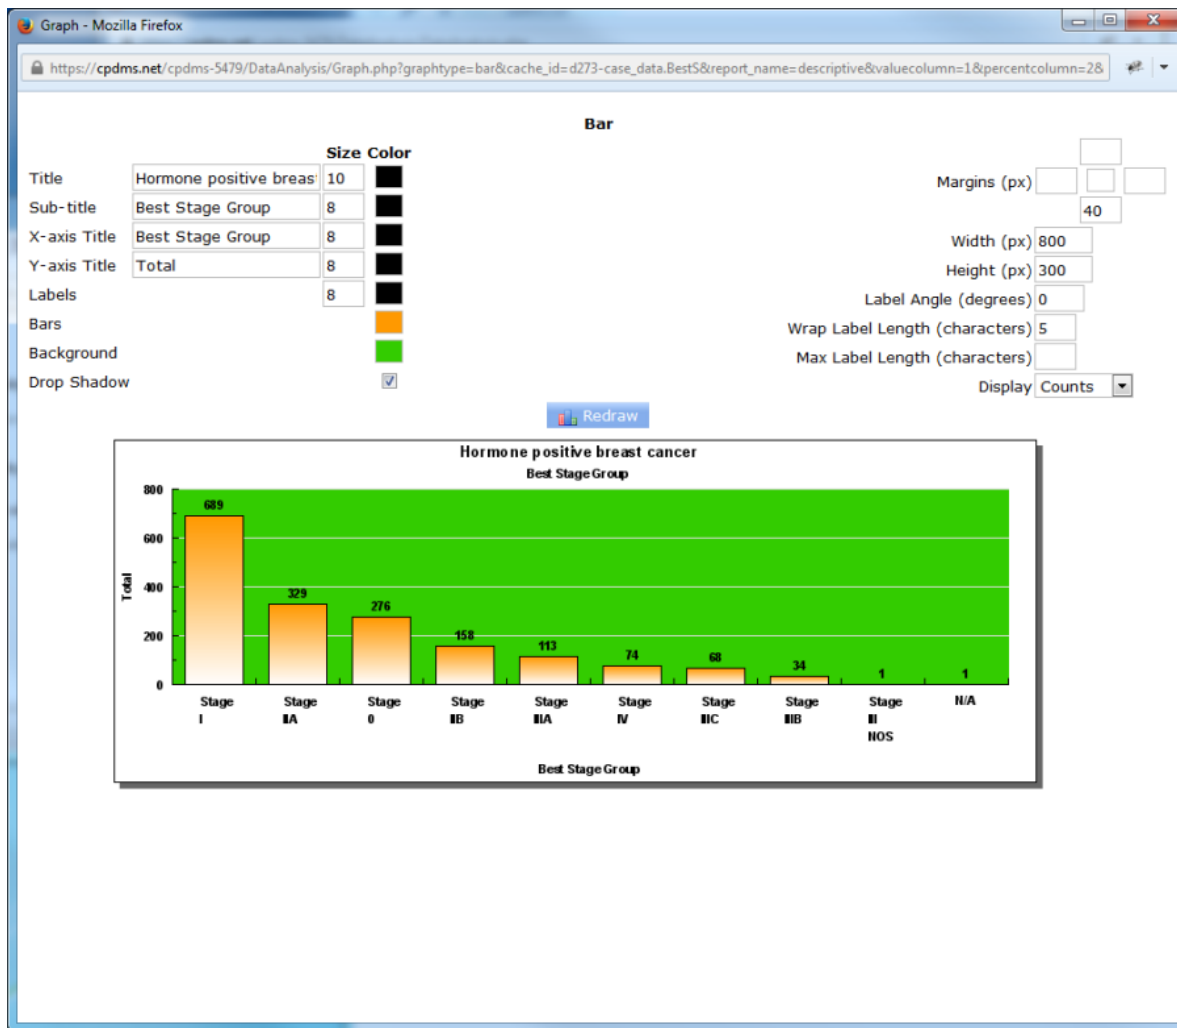 Graph - Mozilla Firefox
https://cpdms.net/cpdms-5479/DataAnalysis/Graph.php?graphtype=bar&cache_id=d273-case_data.BestS&report_name=descriptive&valuecolumn=1&percentcolumn=2&
Bar
Size Color
Title Hormone positive breas 10
Margins (px)
Sub-title Best Stage Group 8
40
X-axis Title Best Stage Group 8
Width (px) 800
Y-axis Title Total 8
Height (px) 300
Labels 8
Label Angle (degrees) 0
Bars
Wrap Label Length (characters) 5
Background
Max Label Length (characters)
Drop Shadow
Display Counts
Redraw
Hormone positive breast cancer
Best Stage Group
800
600
400
200
0
Total
689
329
276
158
113
74
68
34
1
1
Stage
I
Stage
IIA
Stage
0
Stage
IIB
Stage
IIIA
Stage
IV
Stage
IIIC
Stage
IIIB
Stage
III
NOS
N/A
Best Stage Group